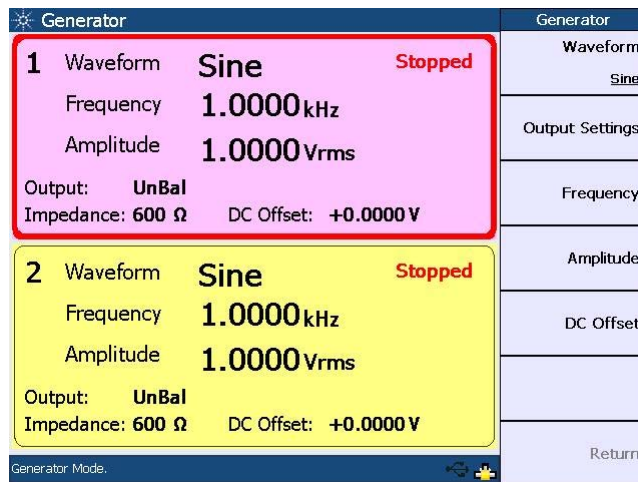 Generator
1 Waveform Sine Stopped
Frequency 1.0000 kHz
Amplitude 1.0000 Vrms
Output: UnBal
Impedance: 600 Ω DC Offset: +0.0000 V
2 Waveform Sine Stopped
Frequency 1.0000 kHz
Amplitude 1.0000 Vrms
Output: UnBal
Impedance: 600 Ω DC Offset: +0.0000 V
Generator Mode.
Generator
Waveform
Sine
Output Settings
Frequency
Amplitude
DC Offset
Return